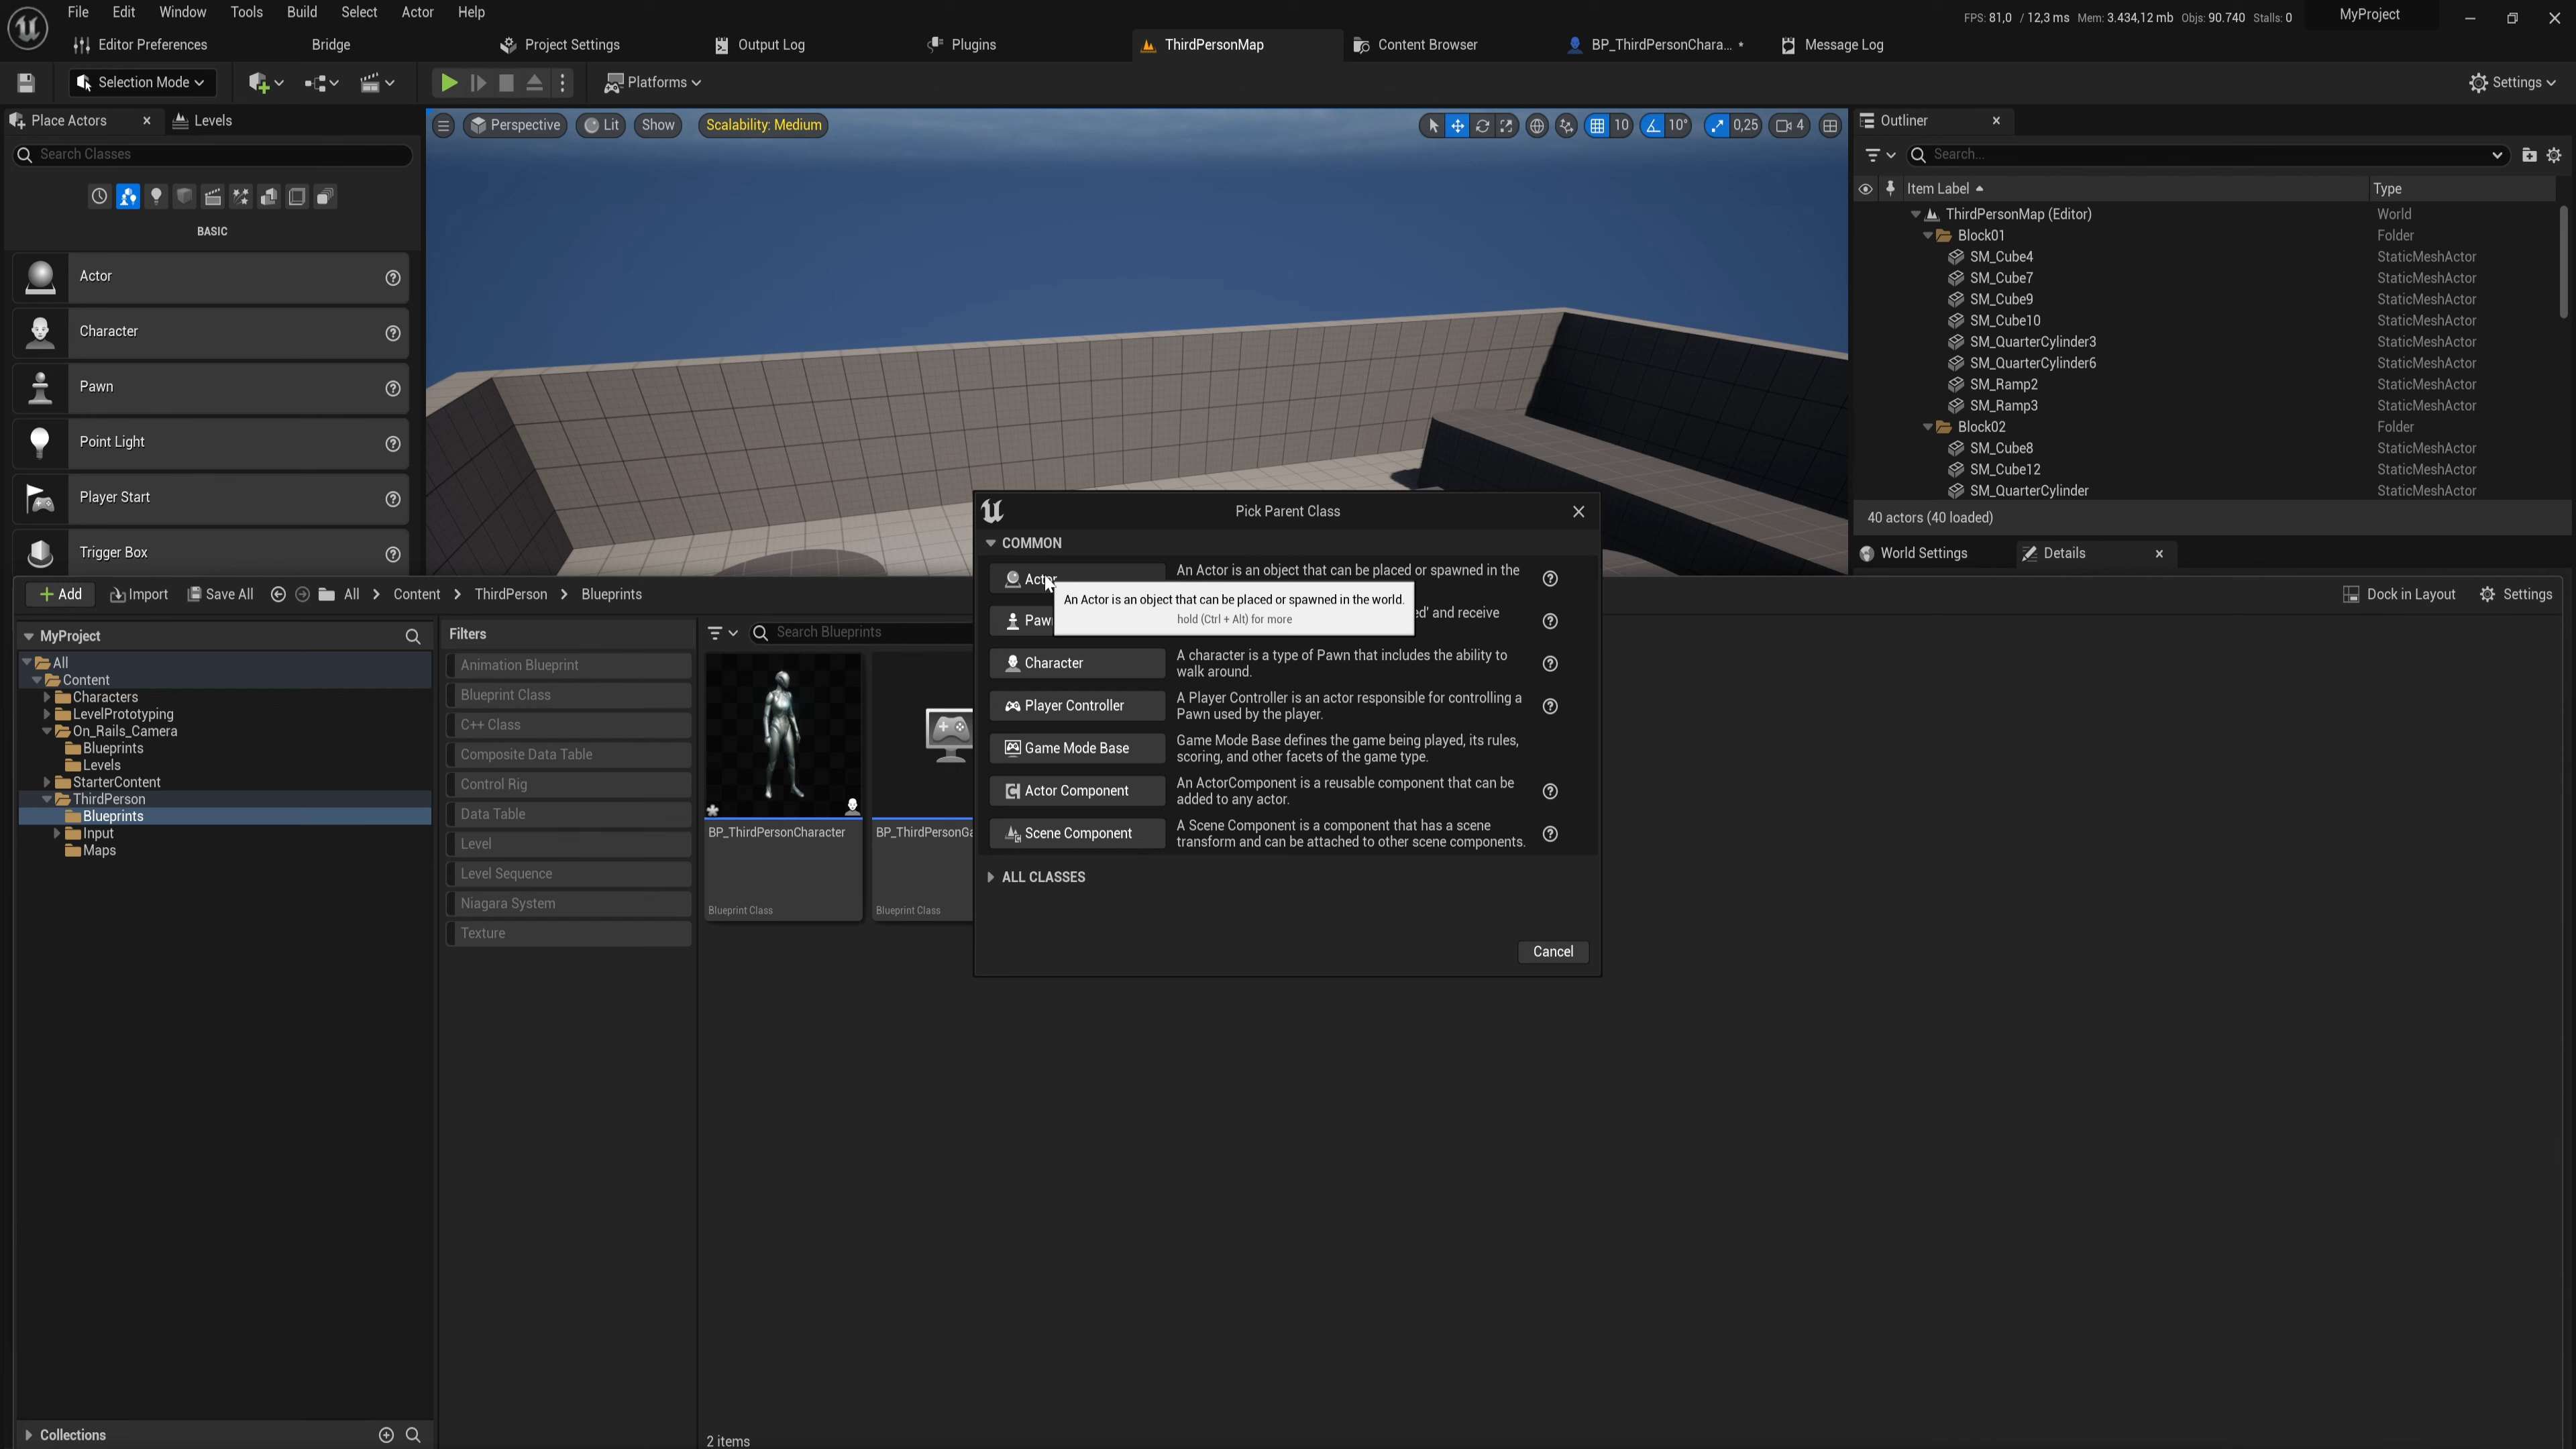 File Edit Window Tools Build Select Actor Help
FPS: 81,0 / 12,3 ms Mem: 3.434,12 mb Objs: 90.740 Stalls: 0
MyProject
Editor Preferences
Bridge
Project Settings
Output Log
Plugins
ThirdPersonMap
Content Browser
BP_ThirdPersonChara... *
Message Log
Selection Mode
Platforms
Settings
Place Actors
Levels
Search Classes
BASIC
Actor
Character
Pawn
Point Light
Player Start
Trigger Box
Perspective
Lit
Show
Scalability: Medium
10
10°
0,25
4
Outliner
Search...
Item Label
Type
ThirdPersonMap (Editor) World
Block01 Folder
SM_Cube4 StaticMeshActor
SM_Cube7 StaticMeshActor
SM_Cube9 StaticMeshActor
SM_Cube10 StaticMeshActor
SM_QuarterCylinder3 StaticMeshActor
SM_QuarterCylinder6 StaticMeshActor
SM_Ramp2 StaticMeshActor
SM_Ramp3 StaticMeshActor
Block02 Folder
SM_Cube8 StaticMeshActor
SM_Cube12 StaticMeshActor
SM_QuarterCylinder StaticMeshActor
40 actors (40 loaded)
World Settings
Details
Add
Import
Save All
All > Content > ThirdPerson > Blueprints
Dock in Layout
Settings
MyProject
All
Content
Characters
LevelPrototyping
On_Rails_Camera
Blueprints
Levels
StarterContent
ThirdPerson
Blueprints
Input
Maps
Collections
Filters
Animation Blueprint
Blueprint Class
C++ Class
Composite Data Table
Control Rig
Data Table
Level
Level Sequence
Niagara System
Texture
Search Blueprints
BP_ThirdPersonCharacter
Blueprint Class
BP_ThirdPersonGa
Blueprint Class
2 items
Pick Parent Class
COMMON
Actor
An Actor is an object that can be placed or spawned in the
An Actor is an object that can be placed or spawned in the world.
hold (Ctrl + Alt) for more
Paw
ed' and receive
Character
A character is a type of Pawn that includes the ability to
walk around.
Player Controller
A Player Controller is an actor responsible for controlling a
Pawn used by the player.
Game Mode Base
Game Mode Base defines the game being played, its rules,
scoring, and other facets of the game type.
Actor Component
An ActorComponent is a reusable component that can be
added to any actor.
Scene Component
A Scene Component is a component that has a scene
transform and can be attached to other scene components.
ALL CLASSES
Cancel